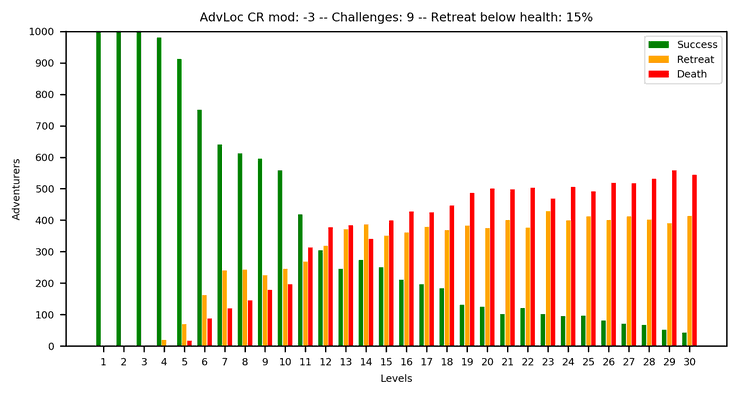 AdvLoc CR mod: -3 -- Challenges: 9 -- Retreat below health: 15%
1000
900
800
700
600
500
400
300
200
100
0
Adventurers
Success
Retreat
Death
1 2 3 4 5 6 7 8 9 10 11 12 13 14 15 16 17 18 19 20 21 22 23 24 25 26 27 28 29 30
Levels